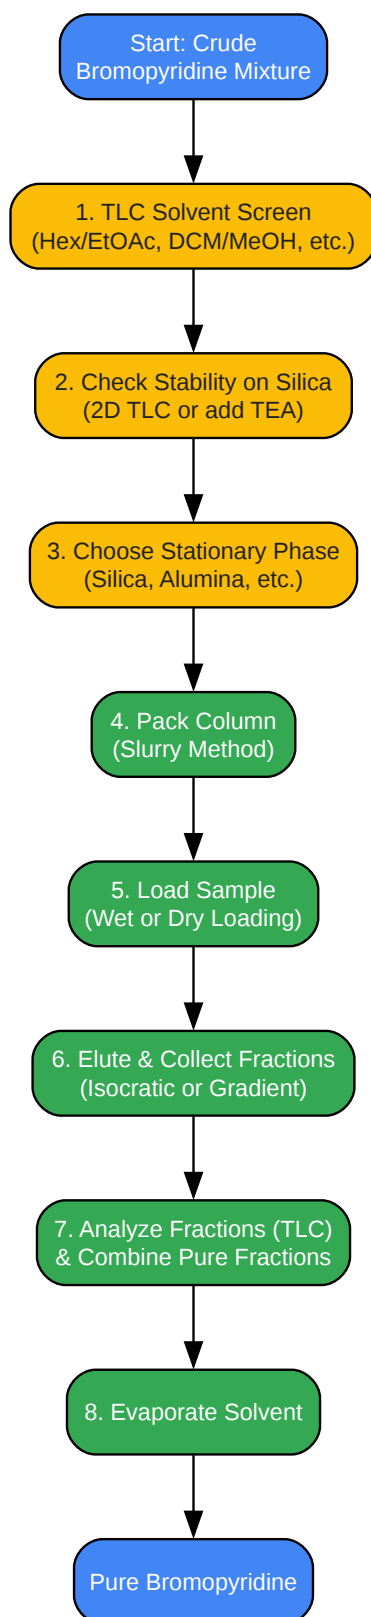 Start: Crude
Bromopyridine Mixture
1. TLC Solvent Screen
(Hex/EtOAc, DCM/MeOH, etc.)
2. Check Stability on Silica
(2D TLC or add TEA)
3. Choose Stationary Phase
(Silica, Alumina, etc.)
4. Pack Column
(Slurry Method)
5. Load Sample
(Wet or Dry Loading)
6. Elute & Collect Fractions
(Isocratic or Gradient)
7. Analyze Fractions (TLC)
& Combine Pure Fractions
8. Evaporate Solvent
Pure Bromopyridine